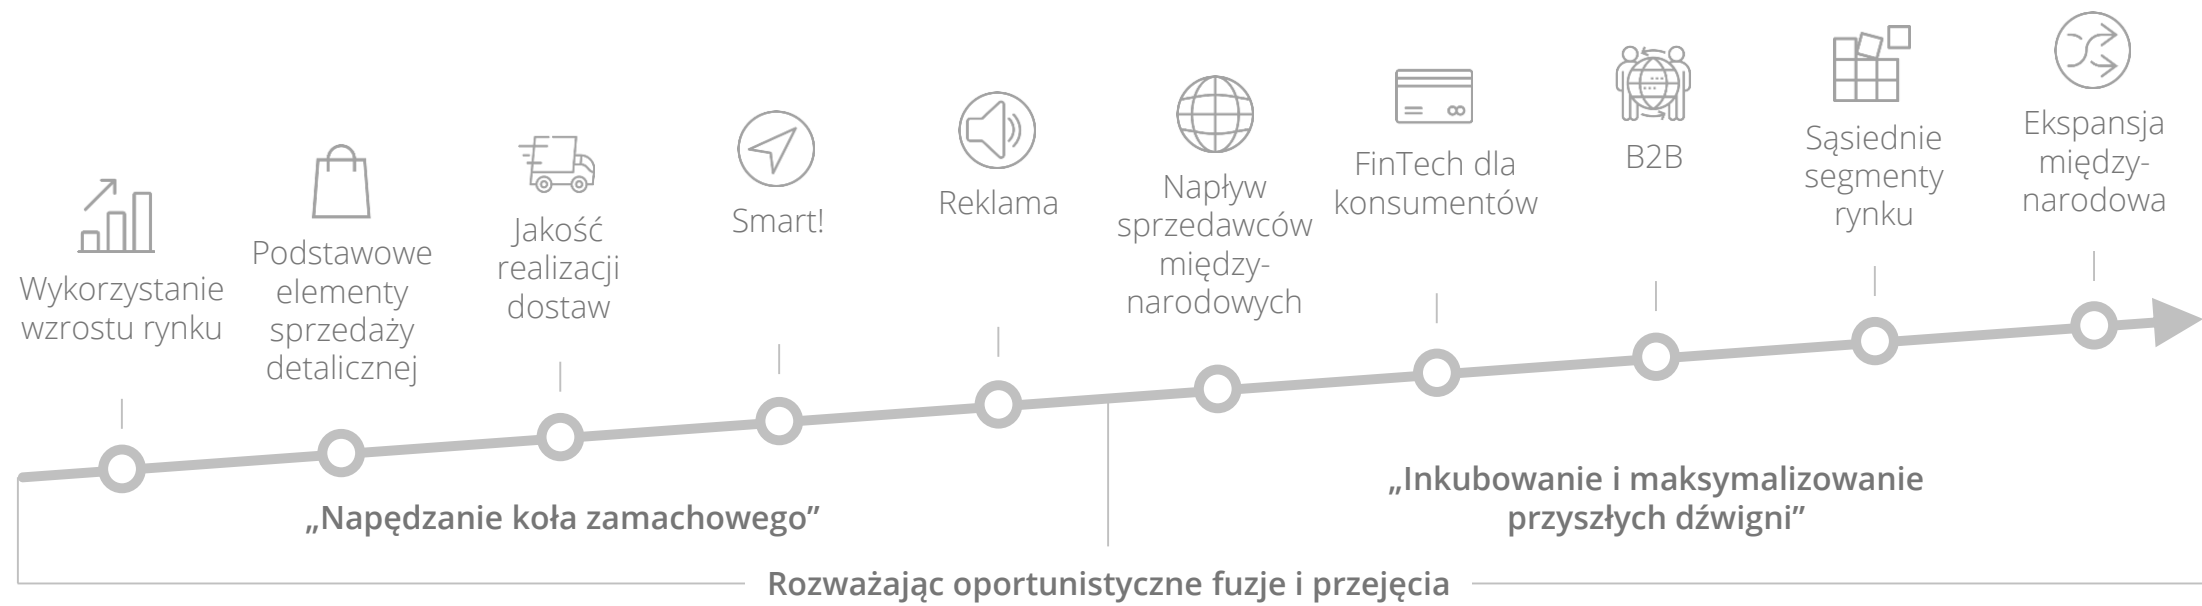 Wykorzystanie
wzrostu rynku
Podstawowe
elementy
sprzedaży
detalicznej
Jakość
realizacji
dostaw
Smart!
Reklama
Napływ
sprzedawców
między-
narodowych
FinTech dla
konsumentów
B2B
Sąsiednie
segmenty
rynku
Ekspansja
między-
narodowa
„Napędzanie koła zamachowego”
„Inkubowanie i maksymalizowanie
przyszłych dźwigni”
Rozważając oportunistyczne fuzje i przejęcia